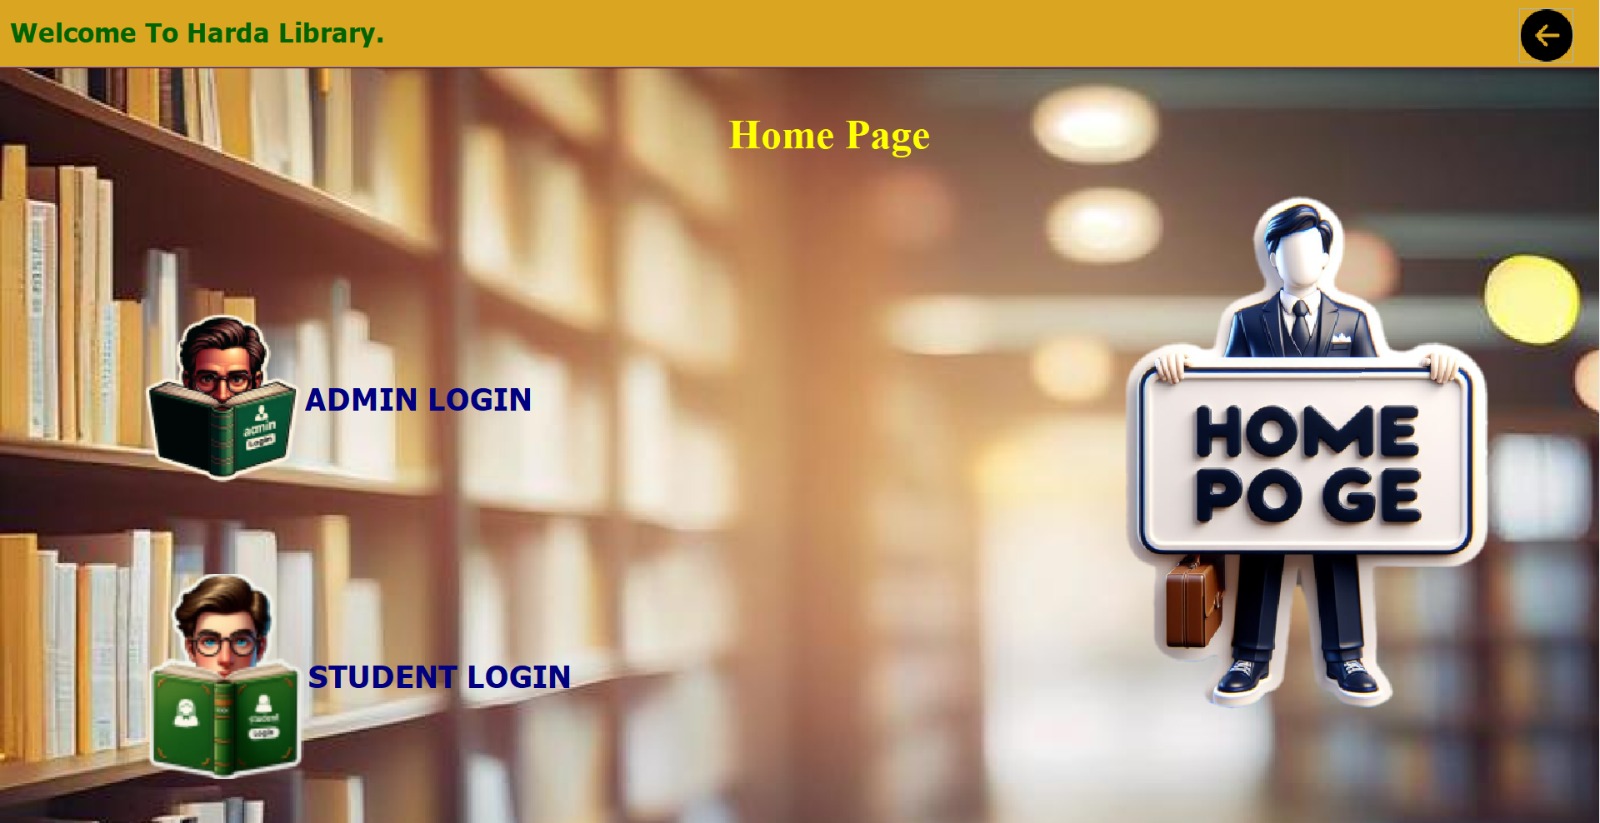 Welcome To Harda Library.
Home Page
HOME
PO GE
ADMIN LOGIN
admin
Login
STUDENT LOGIN
student
Login